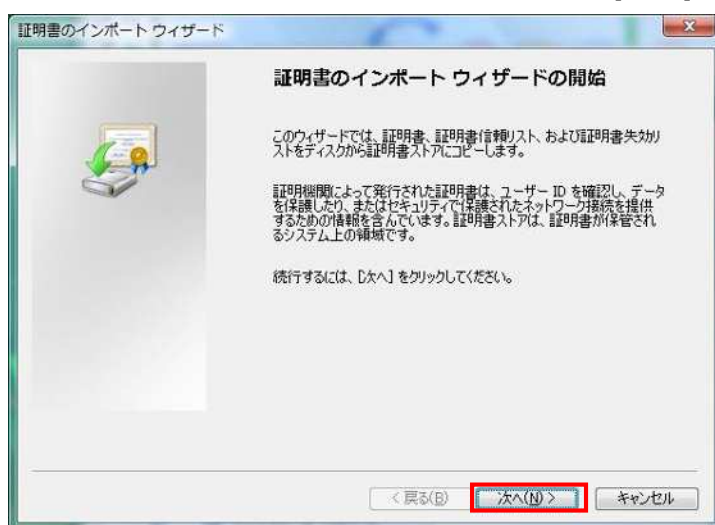 証明書のインポート ウィザード
証明書のインポート ウィザードの開始
このウィザードでは、証明書、証明書信頼リスト、および証明書失効リ
ストをディスクから証明書ストアにコピーします。
証明機関によって発行された証明書は、ユーザー ID を確認し、データ
を保護したり、またはセキュリティで保護されたネットワーク接続を提供
するための情報を含んでいます。証明書ストアは、証明書が保管され
るシステム上の領域です。
続行するには、[次へ] をクリックしてください。
< 戻る(B)
次へ(N) >
キャンセル